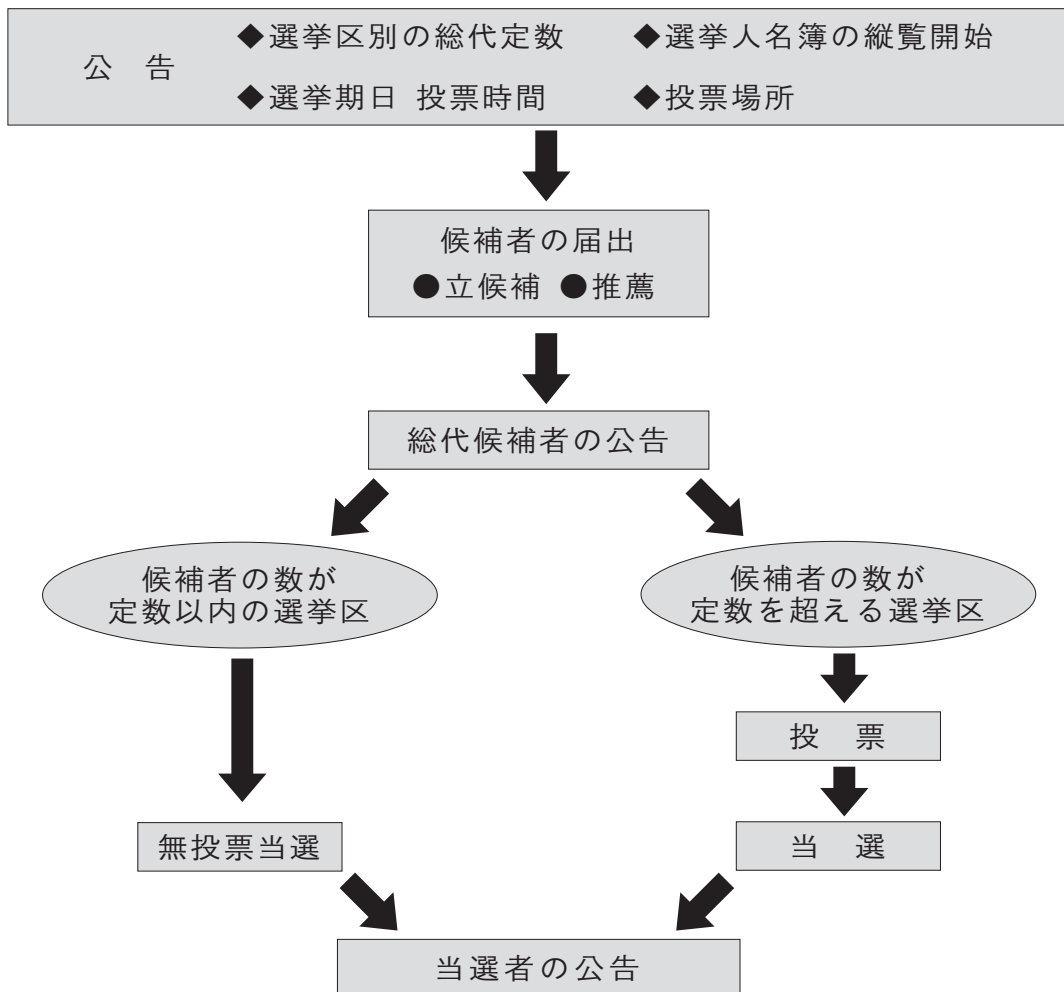 公 告
◆選挙区別の総代定数 ◆選挙人名簿の縦覧開始
◆選挙期日 投票時間 ◆投票場所
候補者の届出
●立候補 ●推薦
総代候補者の公告
候補者の数が
定数以内の選挙区
候補者の数が
定数を超える選挙区
投 票
無投票当選
当 選
当選者の公告